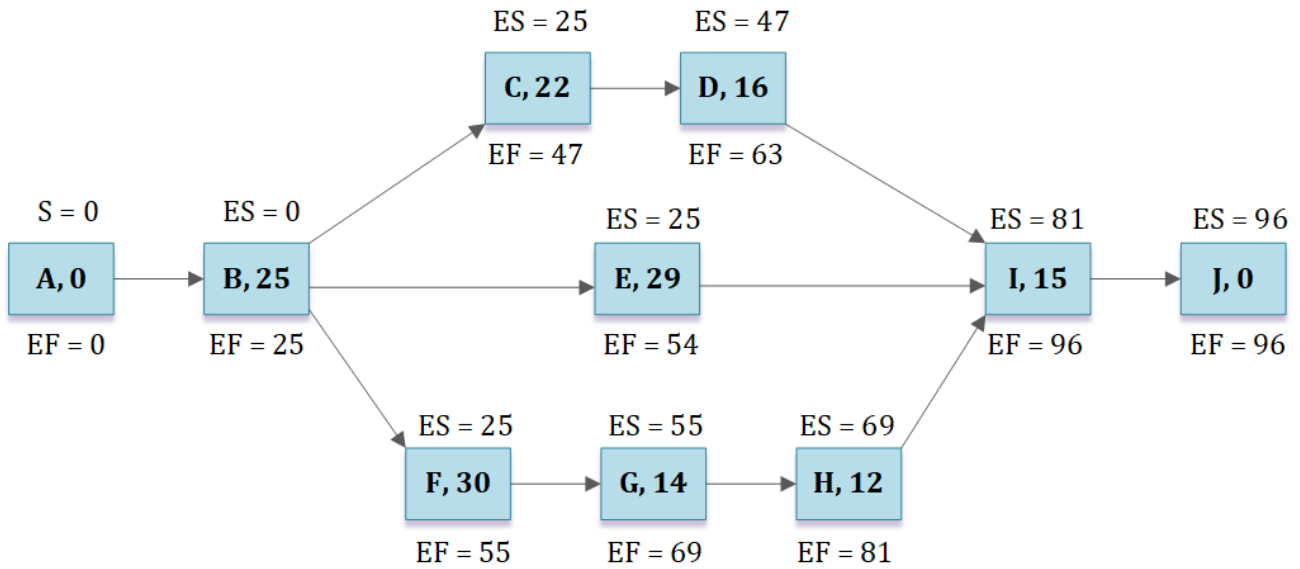 ES = 25
ES = 47
C, 22
D, 16
EF = 47
EF = 63
S = 0
ES = 0
ES = 25
ES = 81
ES = 96
A, 0
B, 25
E, 29
I, 15
J, 0
EF = 0
EF = 25
EF = 54
EF = 96
EF = 96
ES = 25
ES = 55
ES = 69
F, 30
G, 14
H, 12
EF = 55
EF = 69
EF = 81